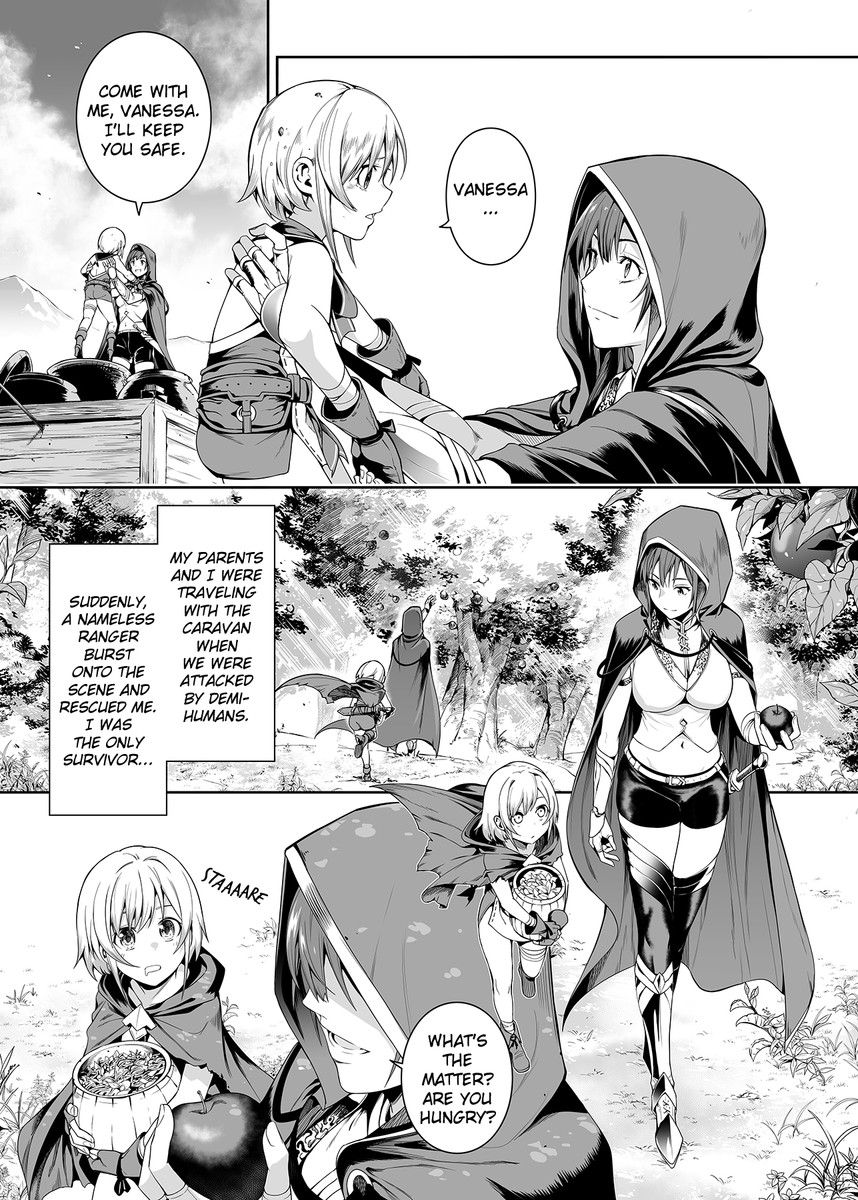 VANESSA
...
COME WITH
ME, VANESSA.
I'LL KEEP
YOU SAFE.
MY PARENTS
AND I WERE
TRAVELING
WITH THE
CARAVAN
WHEN
WE WERE
ATTACKED
BY DEMI-
HUMANS.
SUDDENLY,
A NAMELESS
RANGER
BURST
ONTO THE
SCENE AND
RESCUED ME.
I WAS
THE ONLY
SURVIVOR...
WHAT'S
THE
MATTER?
ARE YOU
HUNGRY?
STAAAARE